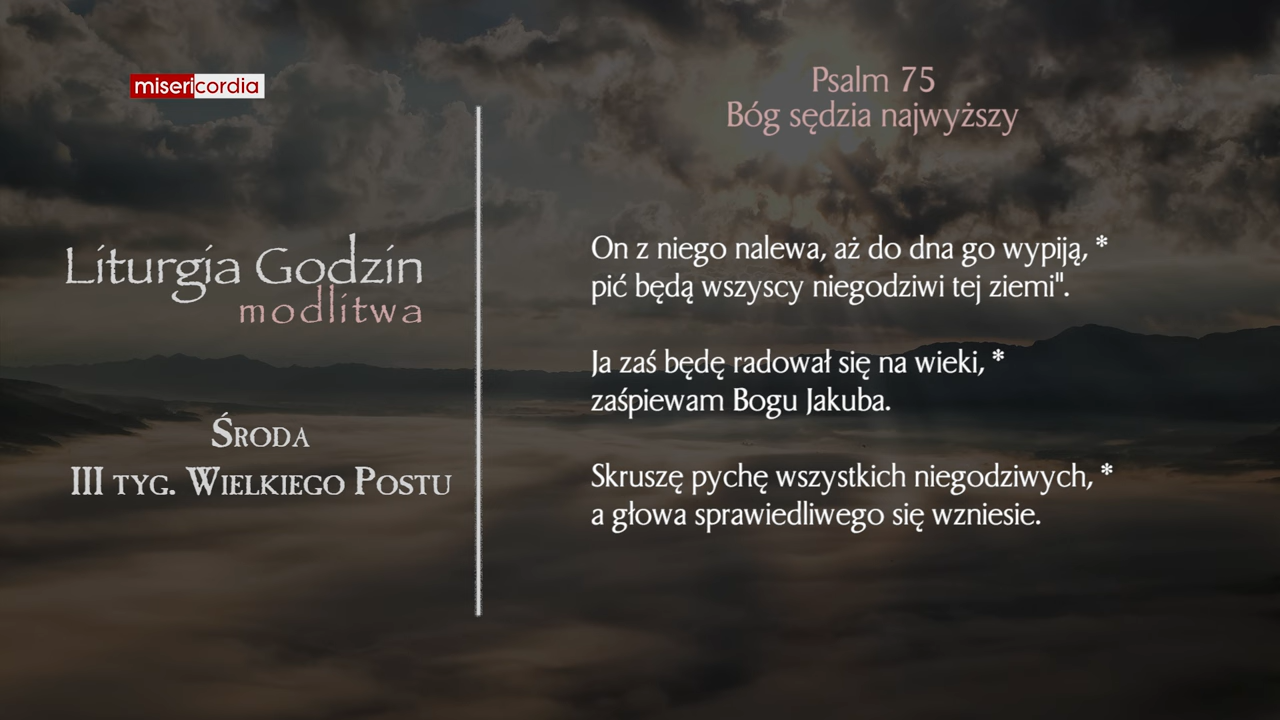 misericordia
Liturgia Godzin
modlitwa
Środa
III tyg. Wielkiego Postu
Psalm 75
Bóg sędzia najwyższy
On z niego nalewa, aż do dna go wypiją, *
pić będą wszyscy niegodziwi tej ziemi".
Ja zaś będę radował się na wieki, *
zaśpiewam Bogu Jakuba.
Skruszę pychę wszystkich niegodziwych, *
a głowa sprawiedliwego się wzniesie.